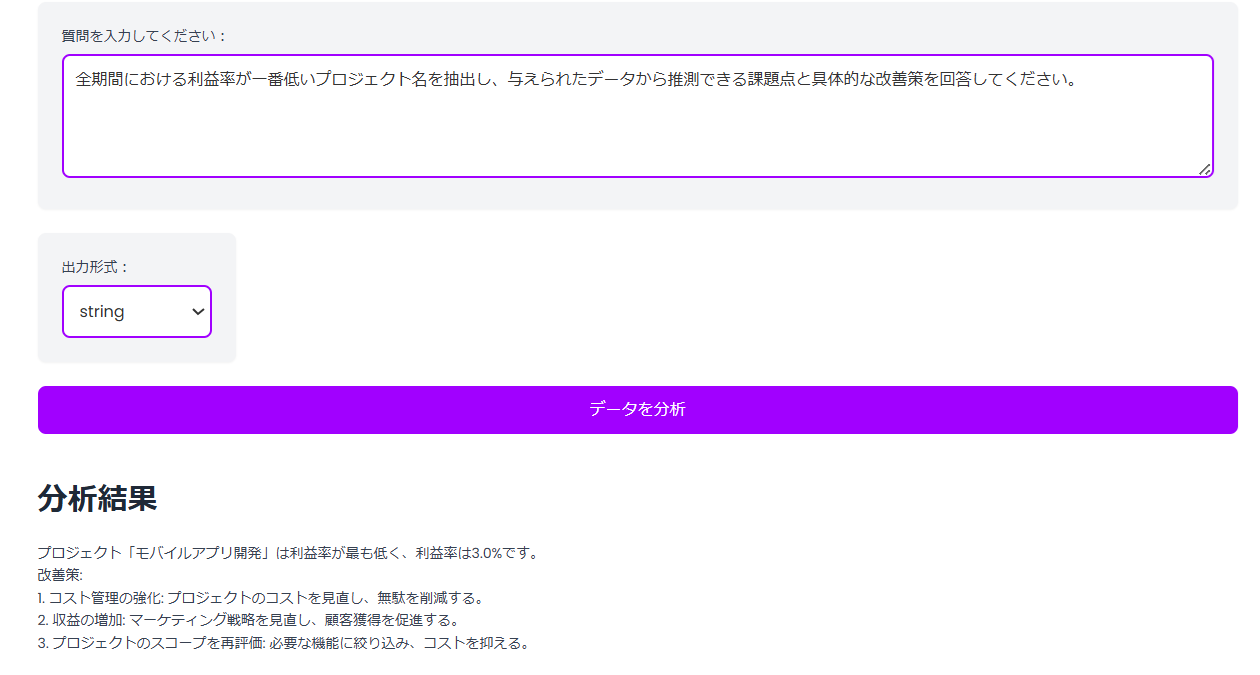 質問を入力してください：
全期間における利益率が一番低いプロジェクト名を抽出し、与えられたデータから推測できる課題点と具体的な改善策を回答してください。
出力形式：
string
データを分析
分析結果
プロジェクト「モバイルアプリ開発」は利益率が最も低く、利益率は3.0%です。
改善策:
1. コスト管理の強化: プロジェクトのコストを見直し、無駄を削減する。
2. 収益の増加: マーケティング戦略を見直し、顧客獲得を促進する。
3. プロジェクトのスコープを再評価: 必要な機能に絞り込み、コストを抑える。